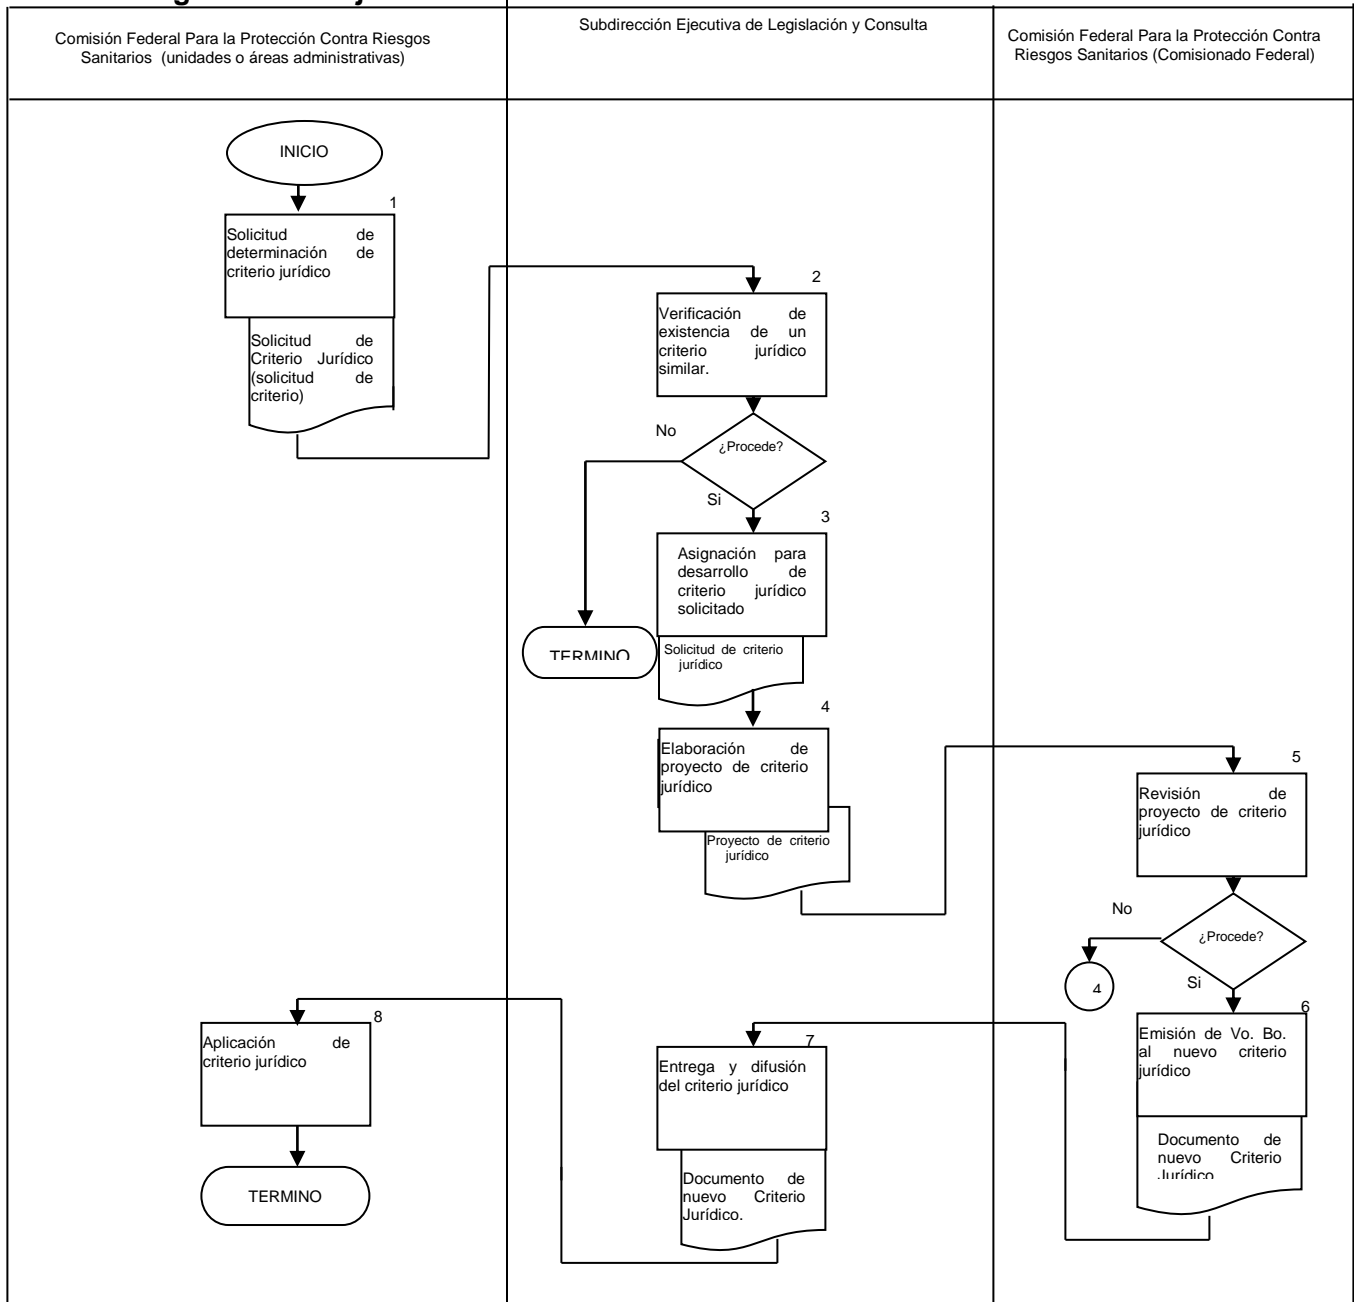 Comisión Federal Para la Protección Contra Riesgos
Sanitarios (unidades o áreas administrativas)
Subdirección Ejecutiva de Legislación y Consulta
Comisión Federal Para la Protección Contra
Riesgos Sanitarios (Comisionado Federal)
INICIO
1
Solicitud de
determinación de
criterio jurídico
Solicitud de
Criterio Jurídico
(solicitud de
criterio)
2
Verificación de
existencia de un
criterio jurídico
similar.
¿Procede?
No
Si
TERMINO
3
Asignación para
desarrollo de
criterio jurídico
solicitado
Solicitud de criterio
jurídico
4
Elaboración de
proyecto de criterio
jurídico
Proyecto de criterio
jurídico
5
Revisión de
proyecto de criterio
jurídico
¿Procede?
No
4
Si
6
Emisión de Vo. Bo.
al nuevo criterio
jurídico
Documento de
nuevo Criterio
Jurídico
7
Entrega y difusión
del criterio jurídico
Documento de
nuevo Criterio
Jurídico.
8
Aplicación de
criterio jurídico
TERMINO